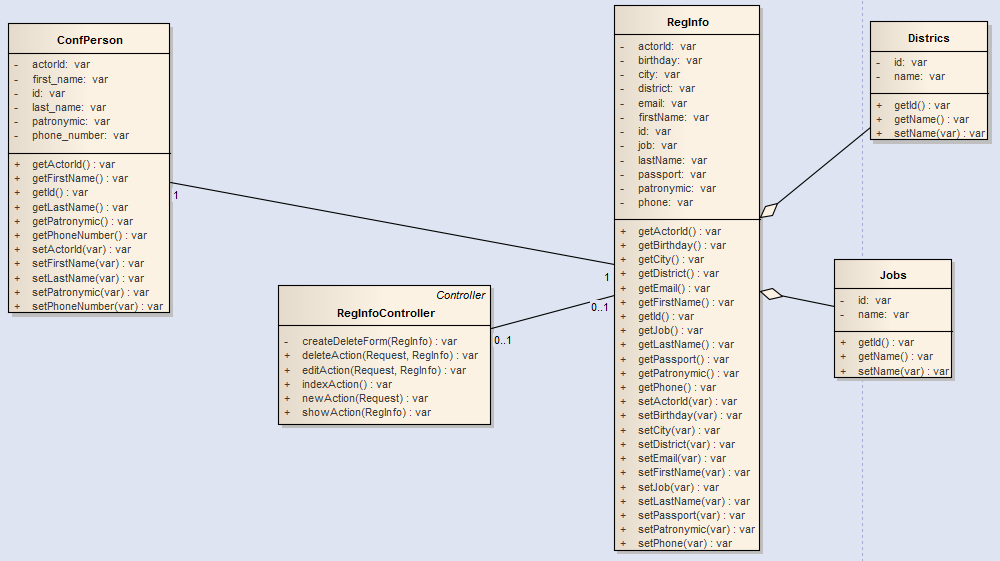 ConfPerson
- actorId: var
- first_name: var
- id: var
- last_name: var
- patronymic: var
- phone_number: var
+ getActorId() : var
+ getFirstName() : var
+ getId() : var
+ getLastName() : var
+ getPatronymic() : var
+ getPhoneNumber() : var
+ setActorId(var) : var
+ setFirstName(var) : var
+ setLastName(var) : var
+ setPatronymic(var) : var
+ setPhoneNumber(var) : var
1
1
Controller
RegInfoController
- createDeleteForm(RegInfo) : var
+ deleteAction(Request, RegInfo) : var
+ editAction(Request, RegInfo) : var
+ indexAction() : var
+ newAction(Request) : var
+ showAction(RegInfo) : var
0..1
0..1
RegInfo
- actorId: var
- birthday: var
- city: var
- district: var
- email: var
- firstName: var
- id: var
- job: var
- lastName: var
- passport: var
- patronymic: var
- phone: var
+ getActorId() : var
+ getBirthday() : var
+ getCity() : var
+ getDistrict() : var
+ getEmail() : var
+ getFirstName() : var
+ getId() : var
+ getJob() : var
+ getLastName() : var
+ getPassport() : var
+ getPatronymic() : var
+ getPhone() : var
+ setActorId(var) : var
+ setBirthday(var) : var
+ setCity(var) : var
+ setDistrict(var) : var
+ setEmail(var) : var
+ setFirstName(var) : var
+ setJob(var) : var
+ setLastName(var) : var
+ setPassport(var) : var
+ setPatronymic(var) : var
+ setPhone(var) : var
Districs
- id: var
- name: var
+ getId() : var
+ getName() : var
+ setName(var) : var
Jobs
- id: var
- name: var
+ getId() : var
+ getName() : var
+ setName(var) : var